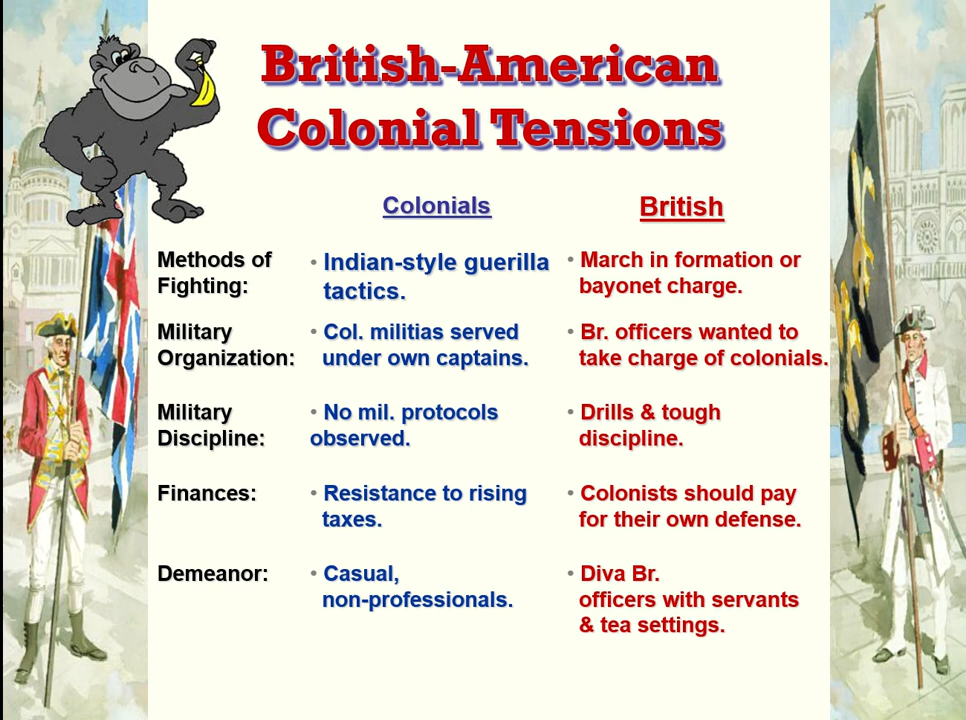 British-American
Colonial Tensions
Colonials British
Methods of
Fighting:
• Indian-style guerilla
tactics.
• March in formation or
bayonet charge.
Military
Organization:
• Col. militias served
under own captains.
• Br. officers wanted to
take charge of colonials.
Military
Discipline:
• No mil. protocols
observed.
• Drills & tough
discipline.
Finances:
• Resistance to rising
taxes.
• Colonists should pay
for their own defense.
Demeanor:
• Casual,
non-professionals.
• Diva Br.
officers with servants
& tea settings.